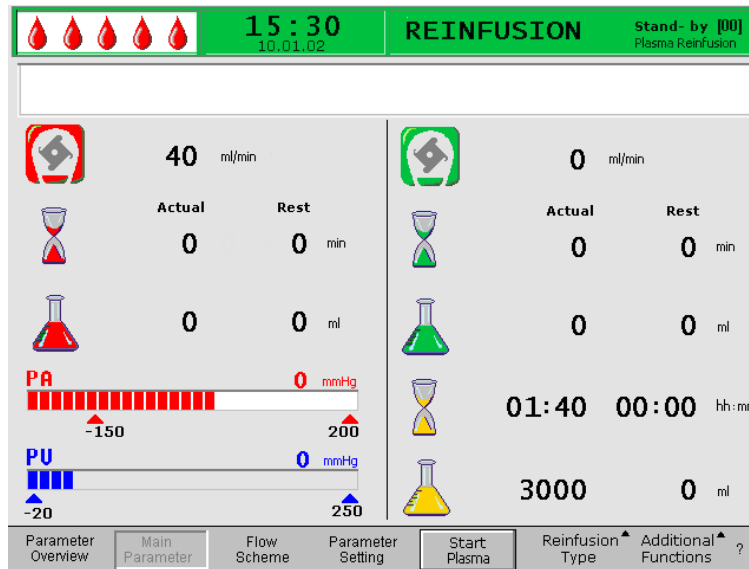 15:30
10.01.02
REINFUSION
Stand- by [00]
Plasma Reinfusion
40 ml/min
Actual Rest
0 0 min
0 0 ml
PA 0 mmHg
-150 200
PV 0 mmHg
-20 250
0 ml/min
Actual Rest
0 0 min
0 0 ml
01:40 00:00
3000 0 ml
Parameter Overview
Main Parameter
Flow Scheme
Parameter Setting
Start Plasma
Reinfusion Type
Additional Functions
?